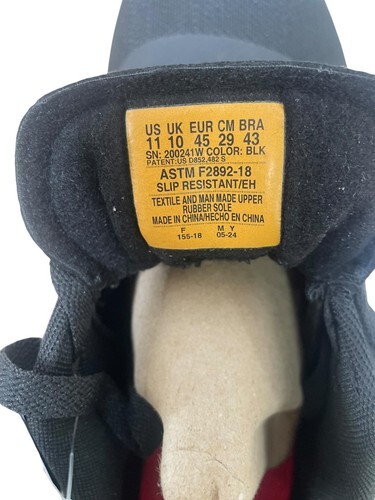 US UK EUR CM BRA
11 10 45 29 43
SN: 200241W COLOR: BLK
PATENT: US D852,482 S
ASTM F2892-18
SLIP RESISTANT/EH
TEXTILE AND MAN MADE UPPER
RUBBER SOLE
MADE IN CHINA/HECHO EN CHINA
F M Y
155-18 05-24